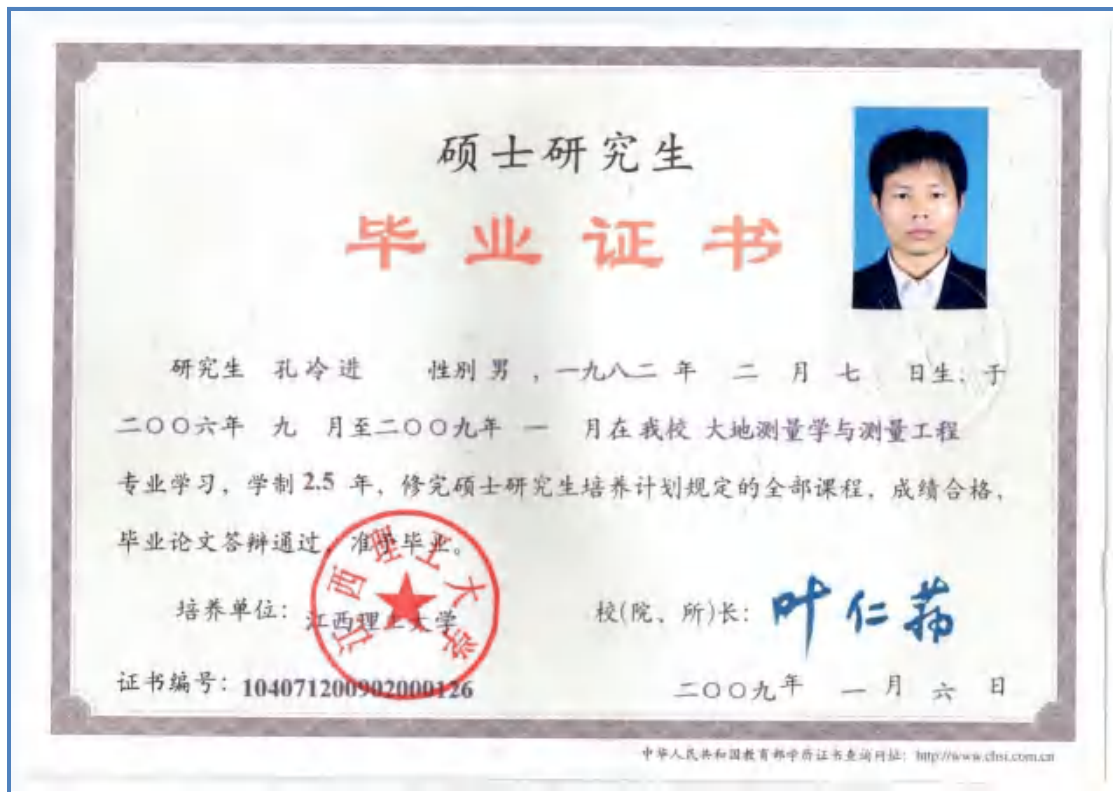 硕士研究生
毕业证书
研究生 孔冷进 性别 男 ，一九八二 年 二 月 七 日生，于
二〇〇六年 九 月至二〇〇九年 一 月在我校 大地测量学与测量工程
专业学习，学制 2.5 年，修完硕士研究生培养计划规定的全部课程，成绩合格，
毕业论文答辩通过，准予毕业。
江西理工大学
培养单位：江西理工大学
校(院、所)长：叶仁荪
证书编号：104071200902000126
二〇〇九年 一 月 六 日
中华人民共和国教育部学历证书查询网址：http://www.chsi.com.cn